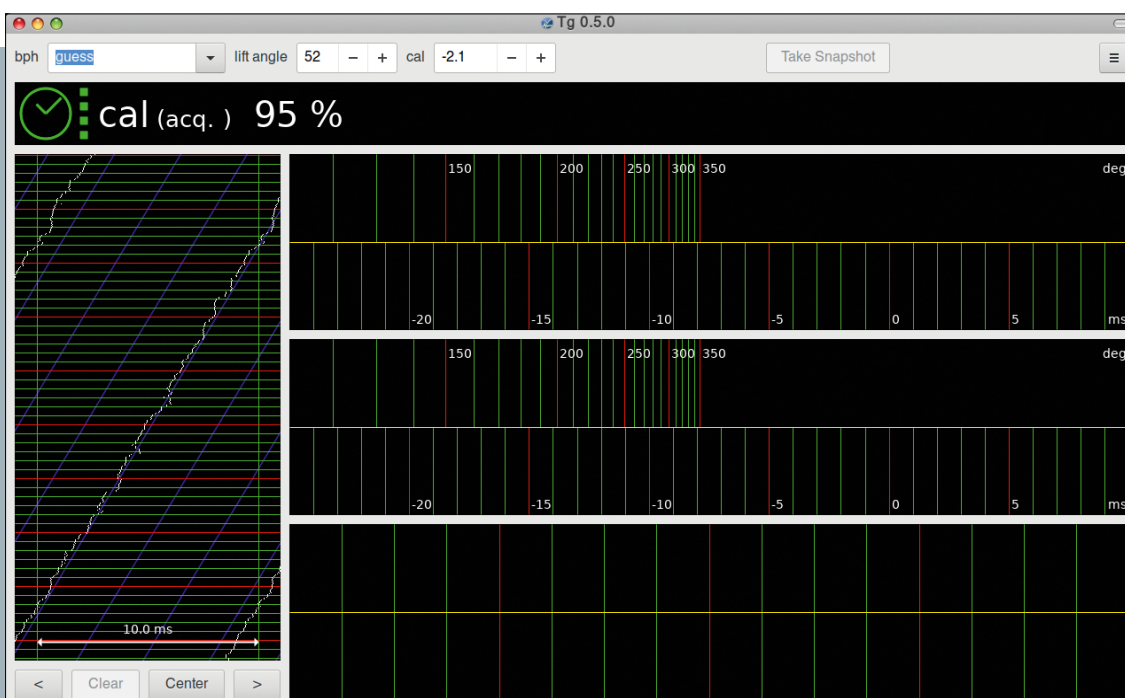 Tg 0.5.0
bph guess lift angle 52 − + cal -2.1 − + Take Snapshot
cal (acq. ) 95 %
150 200 250 300 350 deg
-20 -15 -10 -5 0 5 ms
150 200 250 300 350 deg
-20 -15 -10 -5 0 5 ms
10.0 ms
< Clear Center >